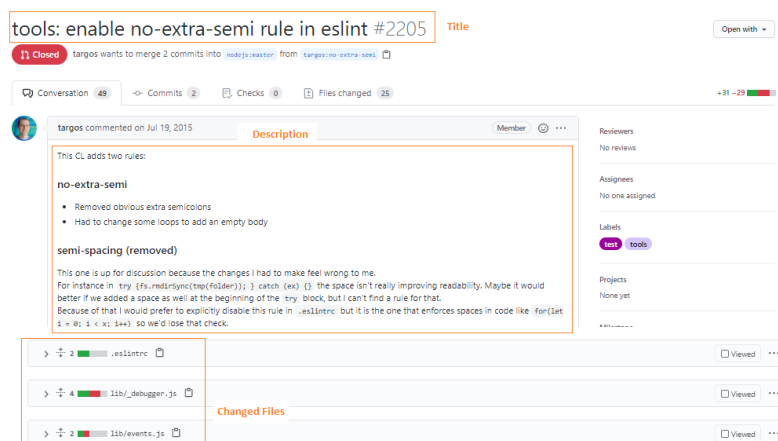 tools: enable no-extra-semi rule in eslint #2205 Title
Open with
Closed targos wants to merge 2 commits into nodejs:master from targos:no-extra-semi
Conversation 49 Commits 2 Checks 0 Files changed 25 +31 −29
targos commented on Jul 19, 2015 Member
Description
This CL adds two rules:
no-extra-semi
• Removed obvious extra semicolons
• Had to change some loops to add an empty body
semi-spacing (removed)
This one is up for discussion because the changes I had to make feel wrong to me.
For instance in try {fs.rmdirSync(tmp(folder)); } catch (ex) {} the space isn't really improving readability. Maybe it would
better if we added a space as well at the beginning of the try block, but I can't find a rule for that.
Because of that I would prefer to explicitly disable this rule in .eslintrc but it is the one that enforces spaces in code like for(let
i = 0; i < x; i++) so we'd lose that check.
Reviewers
No reviews
Assignees
No one assigned
Labels
test tools
Projects
None yet
Milestone
2 .eslintrc Viewed
4 lib/_debugger.js Viewed
Changed Files
2 lib/events.js Viewed